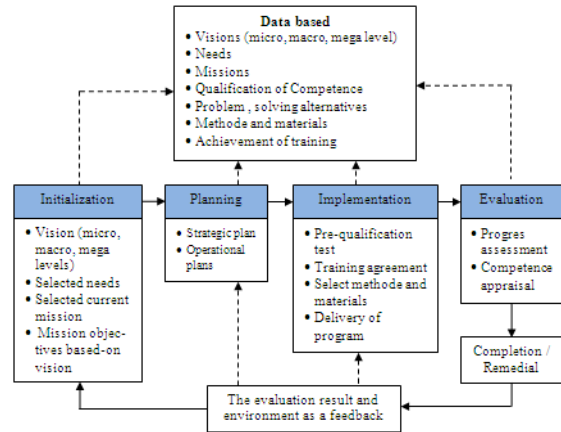 Data based
• Visions (micro, macro, mega level)
• Needs
• Missions
• Qualification of Competence
• Problem , solving alternatives
• Methode and materials
• Achievement of training
Initialization
• Vision (micro,
macro, mega
levels)
• Selected needs
• Selected current
mission
• Mission objec-
tives based-on
vision
Planning
• Strategic plan
• Operational
plans
Implementation
• Pre-qualification
test
• Training agreement
• Select methode and
materials
• Delivery of
program
Evaluation
• Progres
assessment
• Competence
appraisal
Completion /
Remedial
The evaluation result and
environment as a feedback